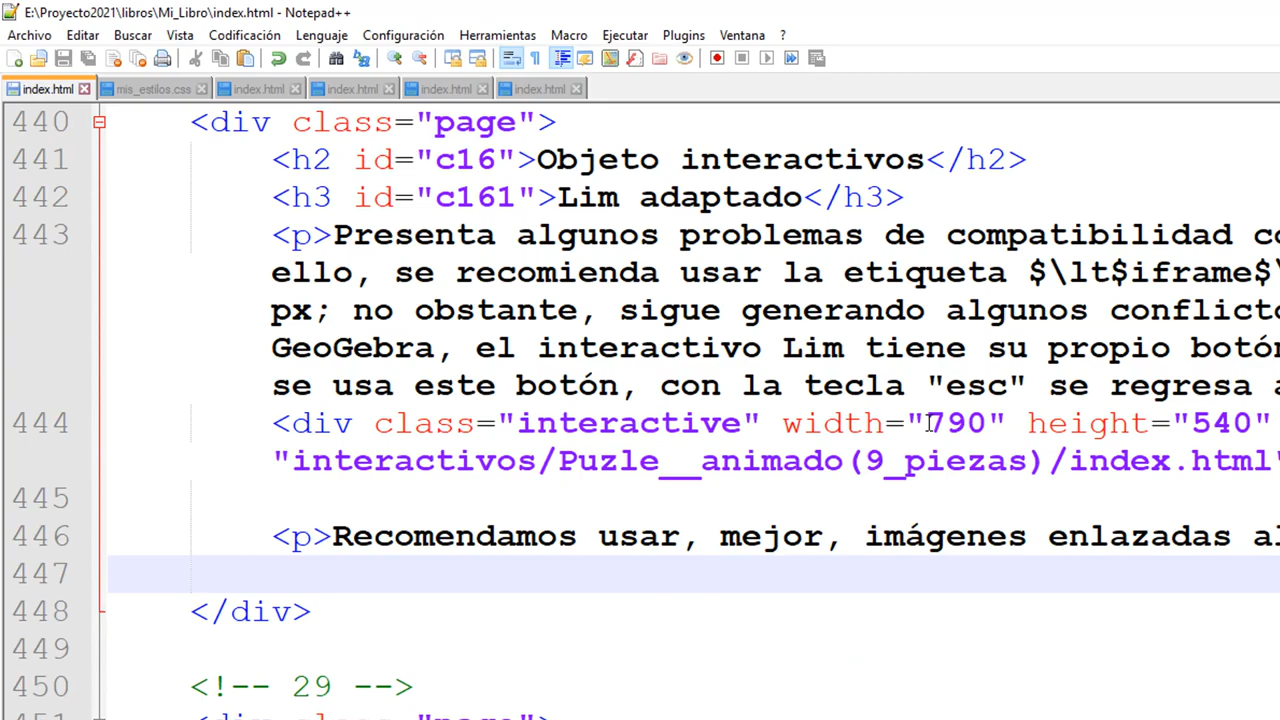 E:\Proyecto2021\libros\Mi_Libro\index.html - Notepad++
Archivo Editar Buscar Vista Codificación Lenguaje Configuración Herramientas Macro Ejecutar Plugins Ventana ?
index.html mis_estilos.css index.html index.html index.html index.html
440 <div class="page">
441 <h2 id="c16">Objeto interactivos</h2>
442 <h3 id="c161">Lim adaptado</h3>
443 <p>Presenta algunos problemas de compatibilidad co
ello, se recomienda usar la etiqueta $\lt$iframe$\
px; no obstante, sigue generando algunos conflicto
GeoGebra, el interactivo Lim tiene su propio botón
se usa este botón, con la tecla "esc" se regresa a
444 <div class="interactive" width="790" height="540"
"interactivos/Puzle__animado(9_piezas)/index.html"
445
446 <p>Recomendamos usar, mejor, imágenes enlazadas al
447
448 </div>
449
450 <!-- 29 -->
451 <div class="page">